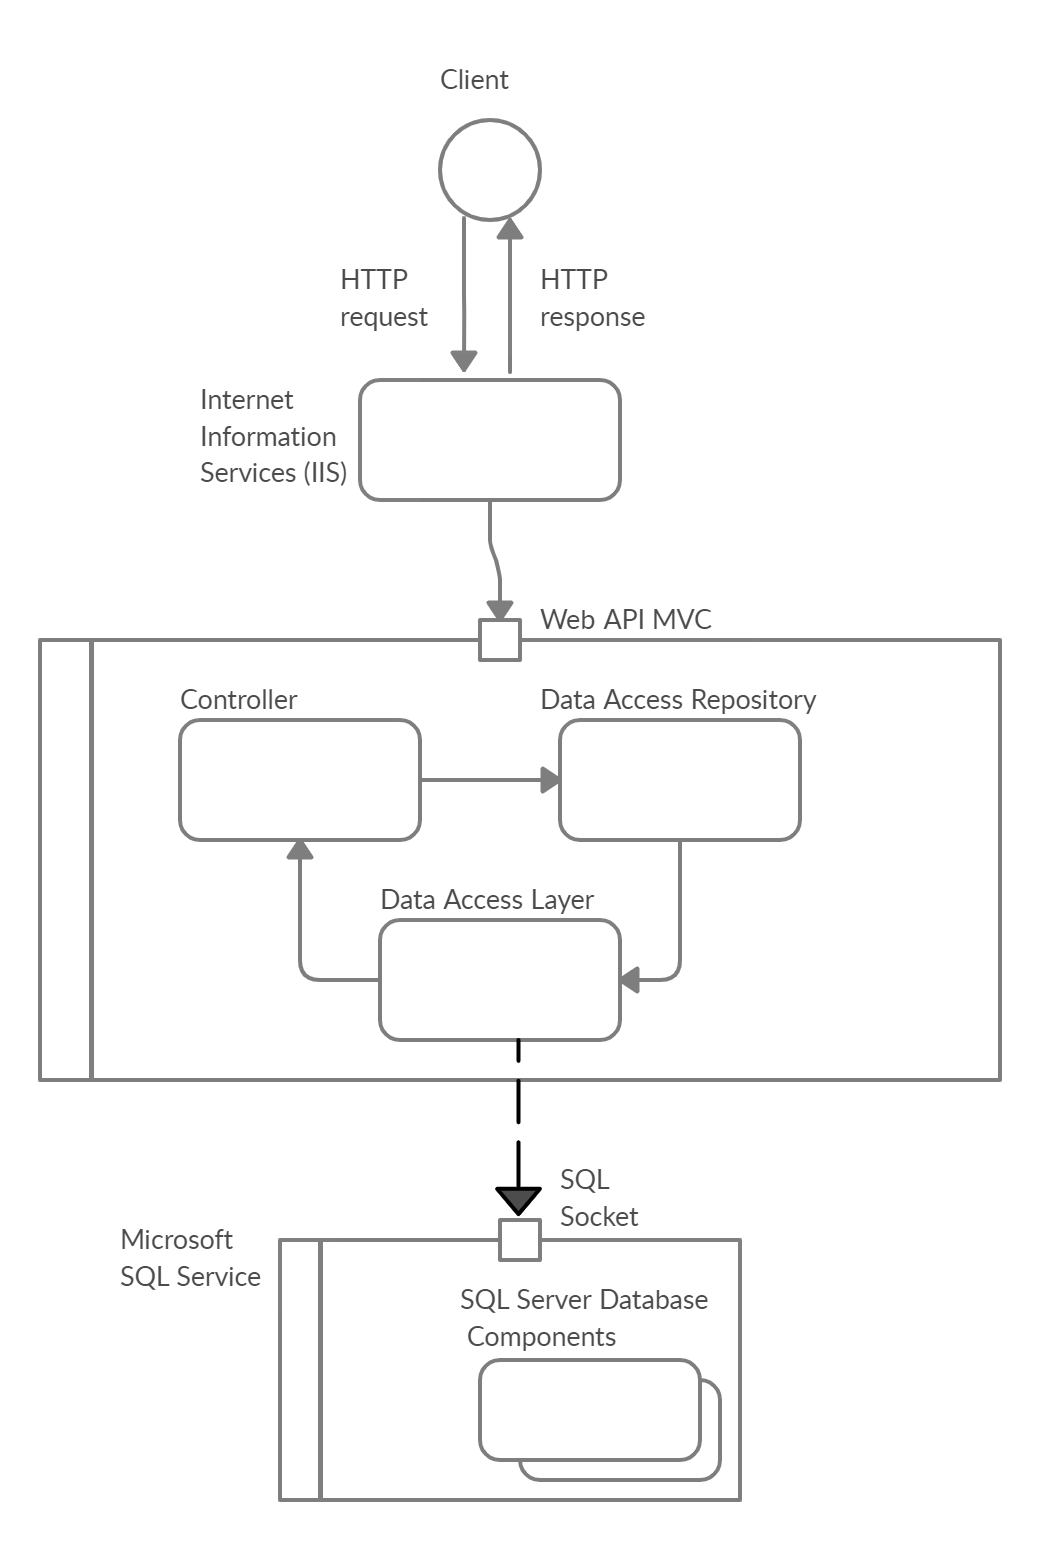 Client
HTTP
request
HTTP
response
Internet
Information
Services (IIS)
Web API MVC
Controller
Data Access Repository
Data Access Layer
SQL
Socket
Microsoft
SQL Service
SQL Server Database
Components